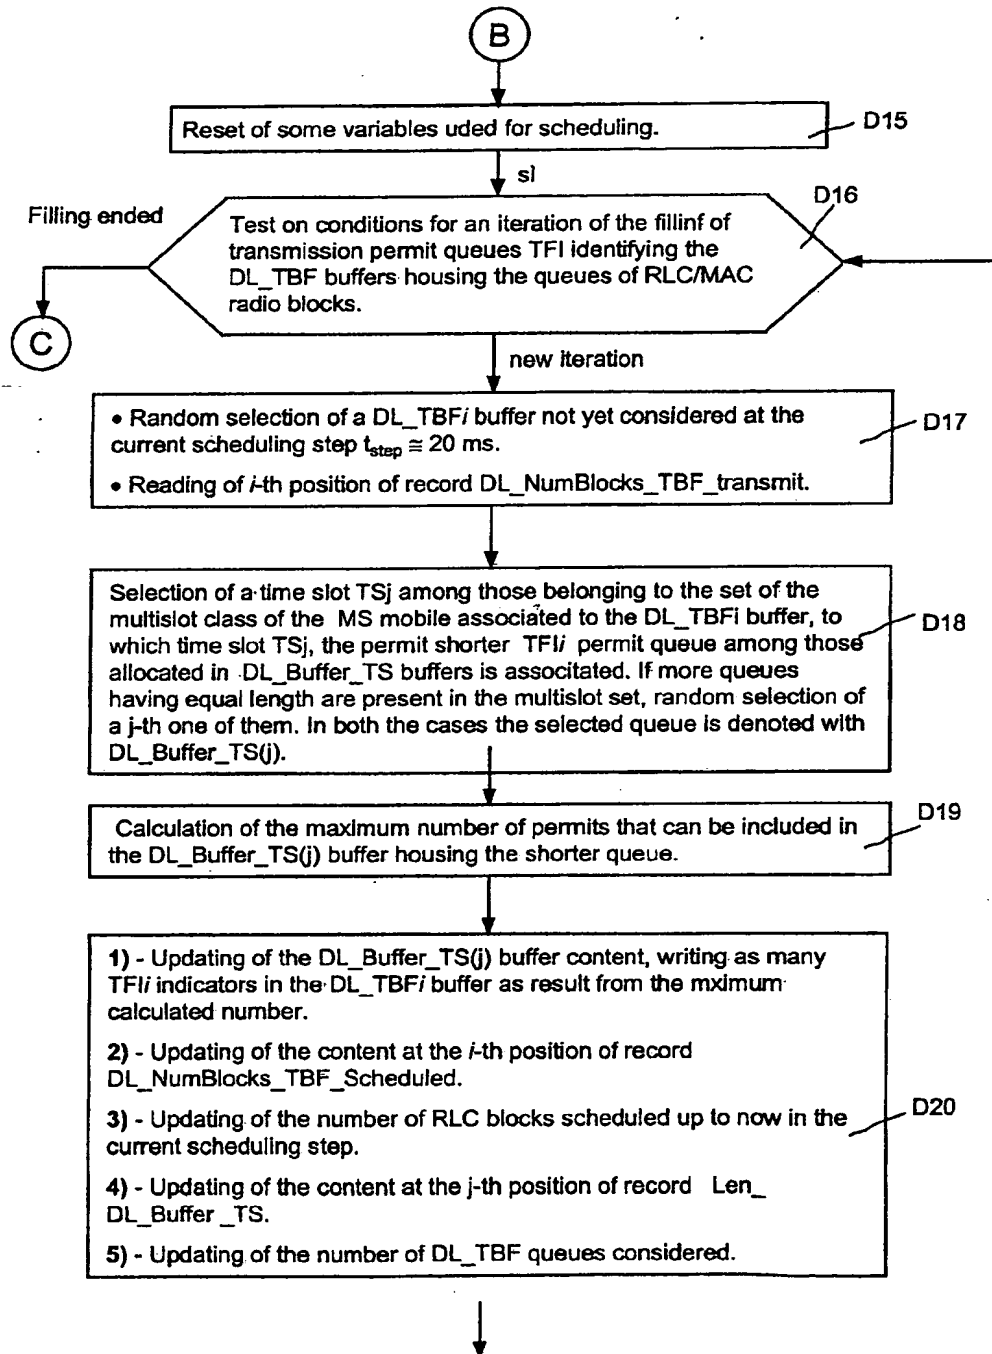 B
Reset of some variables uded for scheduling.
D15
si
D16
Filling ended
Test on conditions for an iteration of the fillinf of
transmission permit queues TFI identifying the
DL_TBF buffers housing the queues of RLC/MAC
radio blocks.
C
new iteration
• Random selection of a DL_TBFi buffer not yet considered at the
current scheduling step tstep ≅ 20 ms.
D17
• Reading of i-th position of record DL_NumBlocks_TBF_transmit.
Selection of a time slot TSj among those belonging to the set of the
multislot class of the MS mobile associated to the DL_TBFi buffer, to
which time slot TSj, the permit shorter TFIi permit queue among those
D18
allocated in DL_Buffer_TS buffers is associtated. If more queues
having equal length are present in the multislot set, random selection of
a j-th one of them. In both the cases the selected queue is denoted with
DL_Buffer_TS(j).
D19
Calculation of the maximum number of permits that can be included in
the DL_Buffer_TS(j) buffer housing the shorter queue.
1) - Updating of the DL_Buffer_TS(j) buffer content, writing as many
TFIi indicators in the DL_TBFi buffer as result from the mximum
calculated number.
2) - Updating of the content at the i-th position of record
DL_NumBlocks_TBF_Scheduled.
D20
3) - Updating of the number of RLC blocks scheduled up to now in the
current scheduling step.
4) - Updating of the content at the j-th position of record Len_
DL_Buffer _TS.
5) - Updating of the number of DL_TBF queues considered.